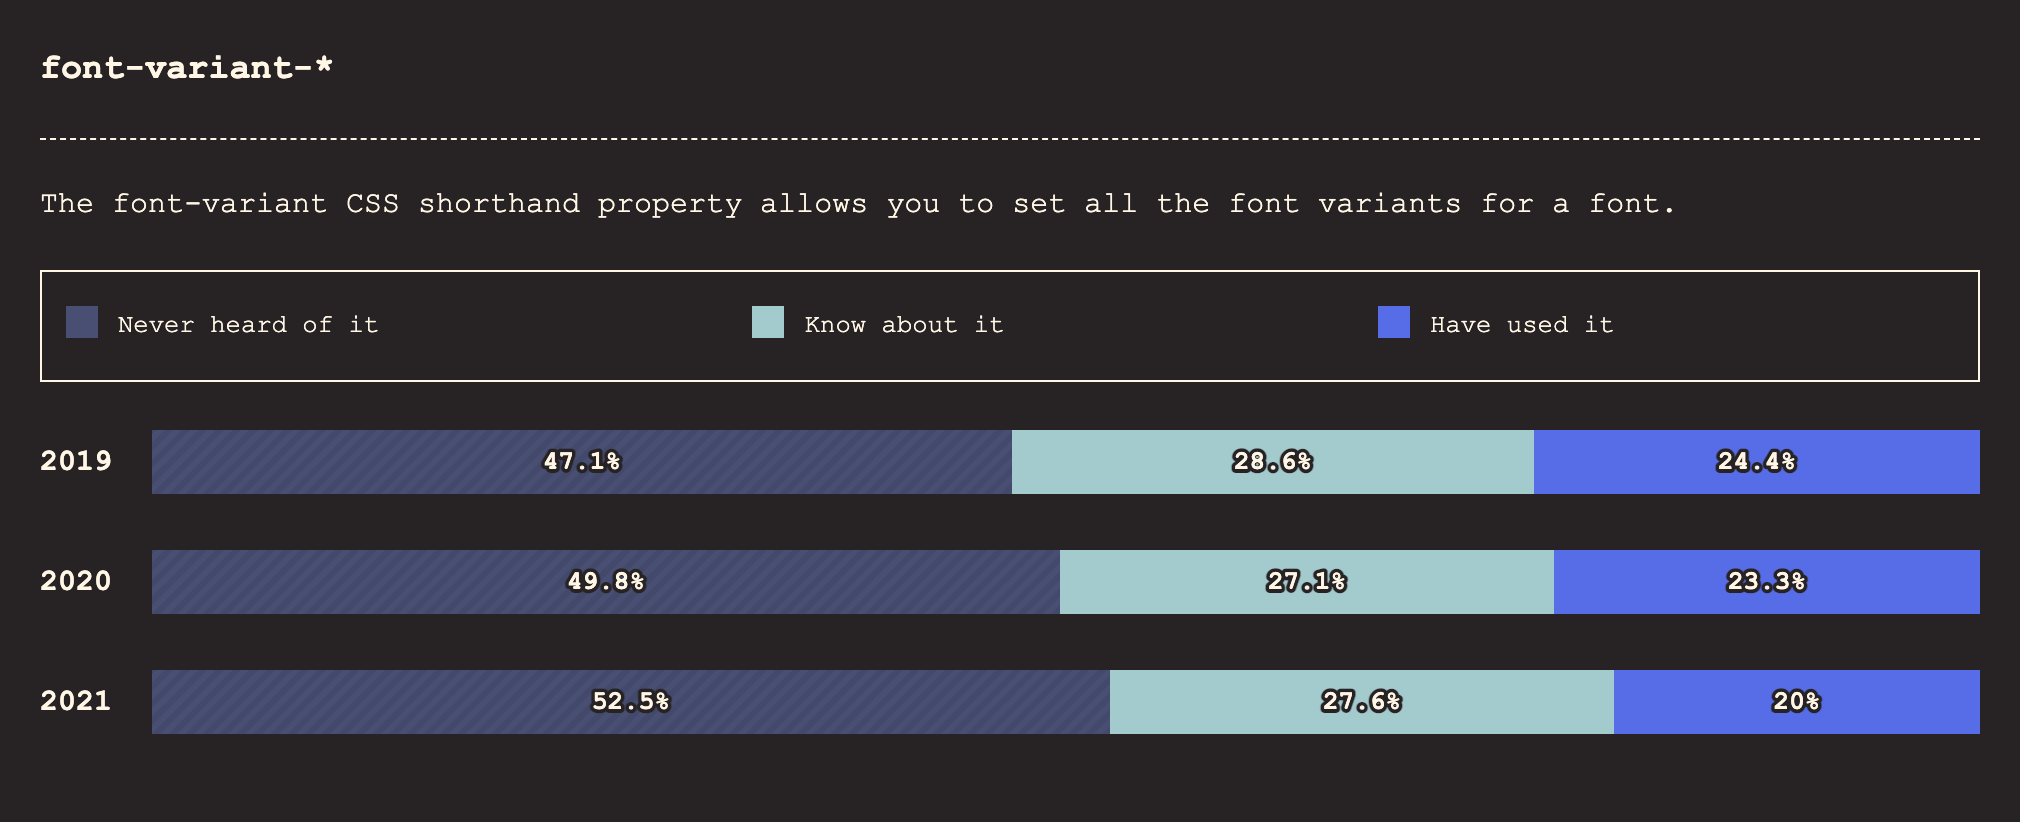 font-variant-*
The font-variant CSS shorthand property allows you to set all the font variants for a font.
Never heard of it Know about it Have used it
2019 47.1% 28.6% 24.4%
2020 49.8% 27.1% 23.3%
2021 52.5% 27.6% 20%